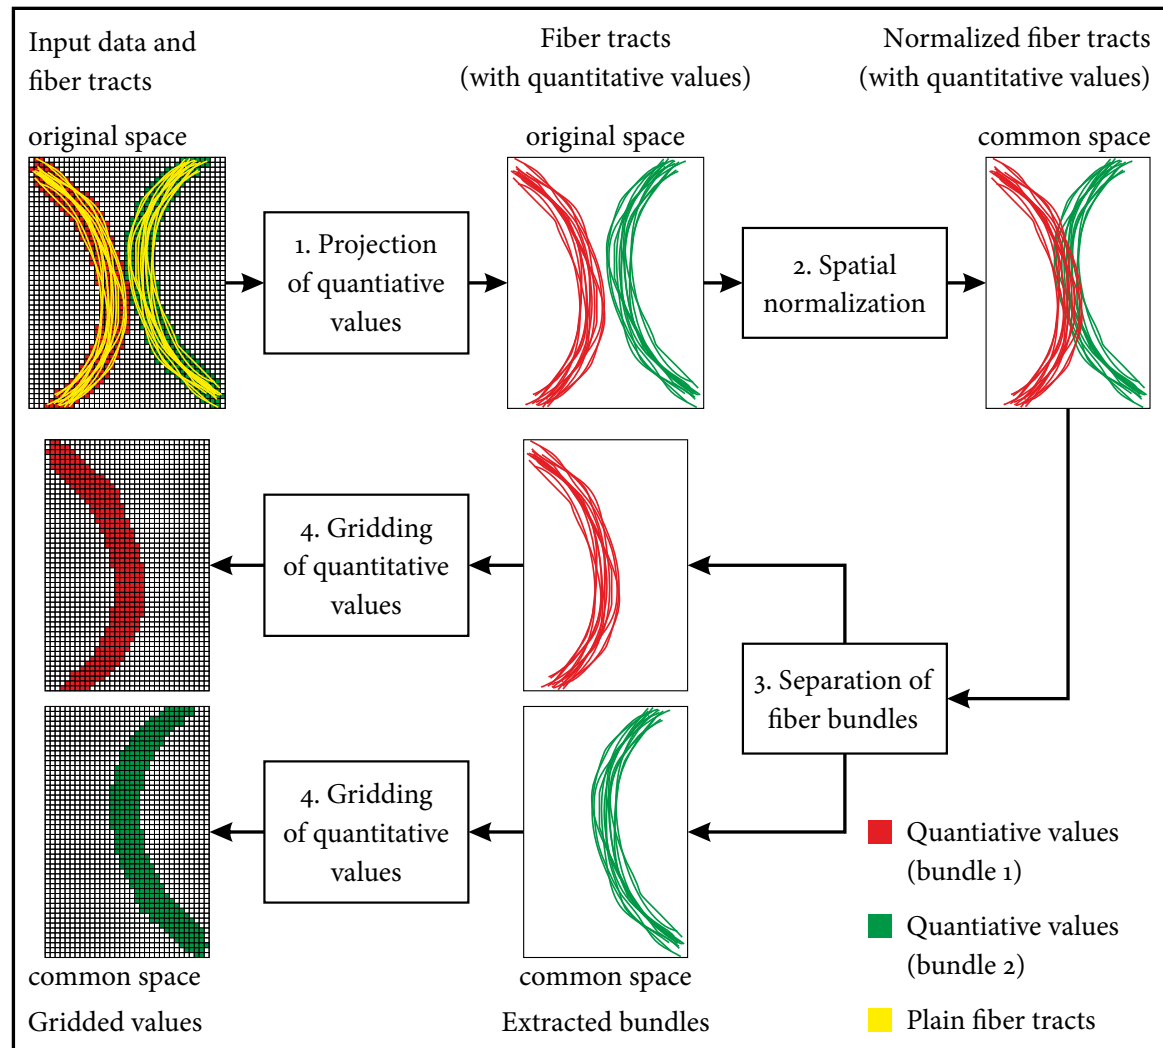 Input data and
fiber tracts
original space
Fiber tracts
(with quantitative values)
original space
Normalized fiber tracts
(with quantitative values)
common space
1. Projection
of quantiative
values
2. Spatial
normalization
3. Separation of
fiber bundles
4. Gridding
of quantitative
values
4. Gridding
of quantitative
values
common space
Gridded values
common space
Extracted bundles
Quantiative values
(bundle 1)
Quantiative values
(bundle 2)
Plain fiber tracts